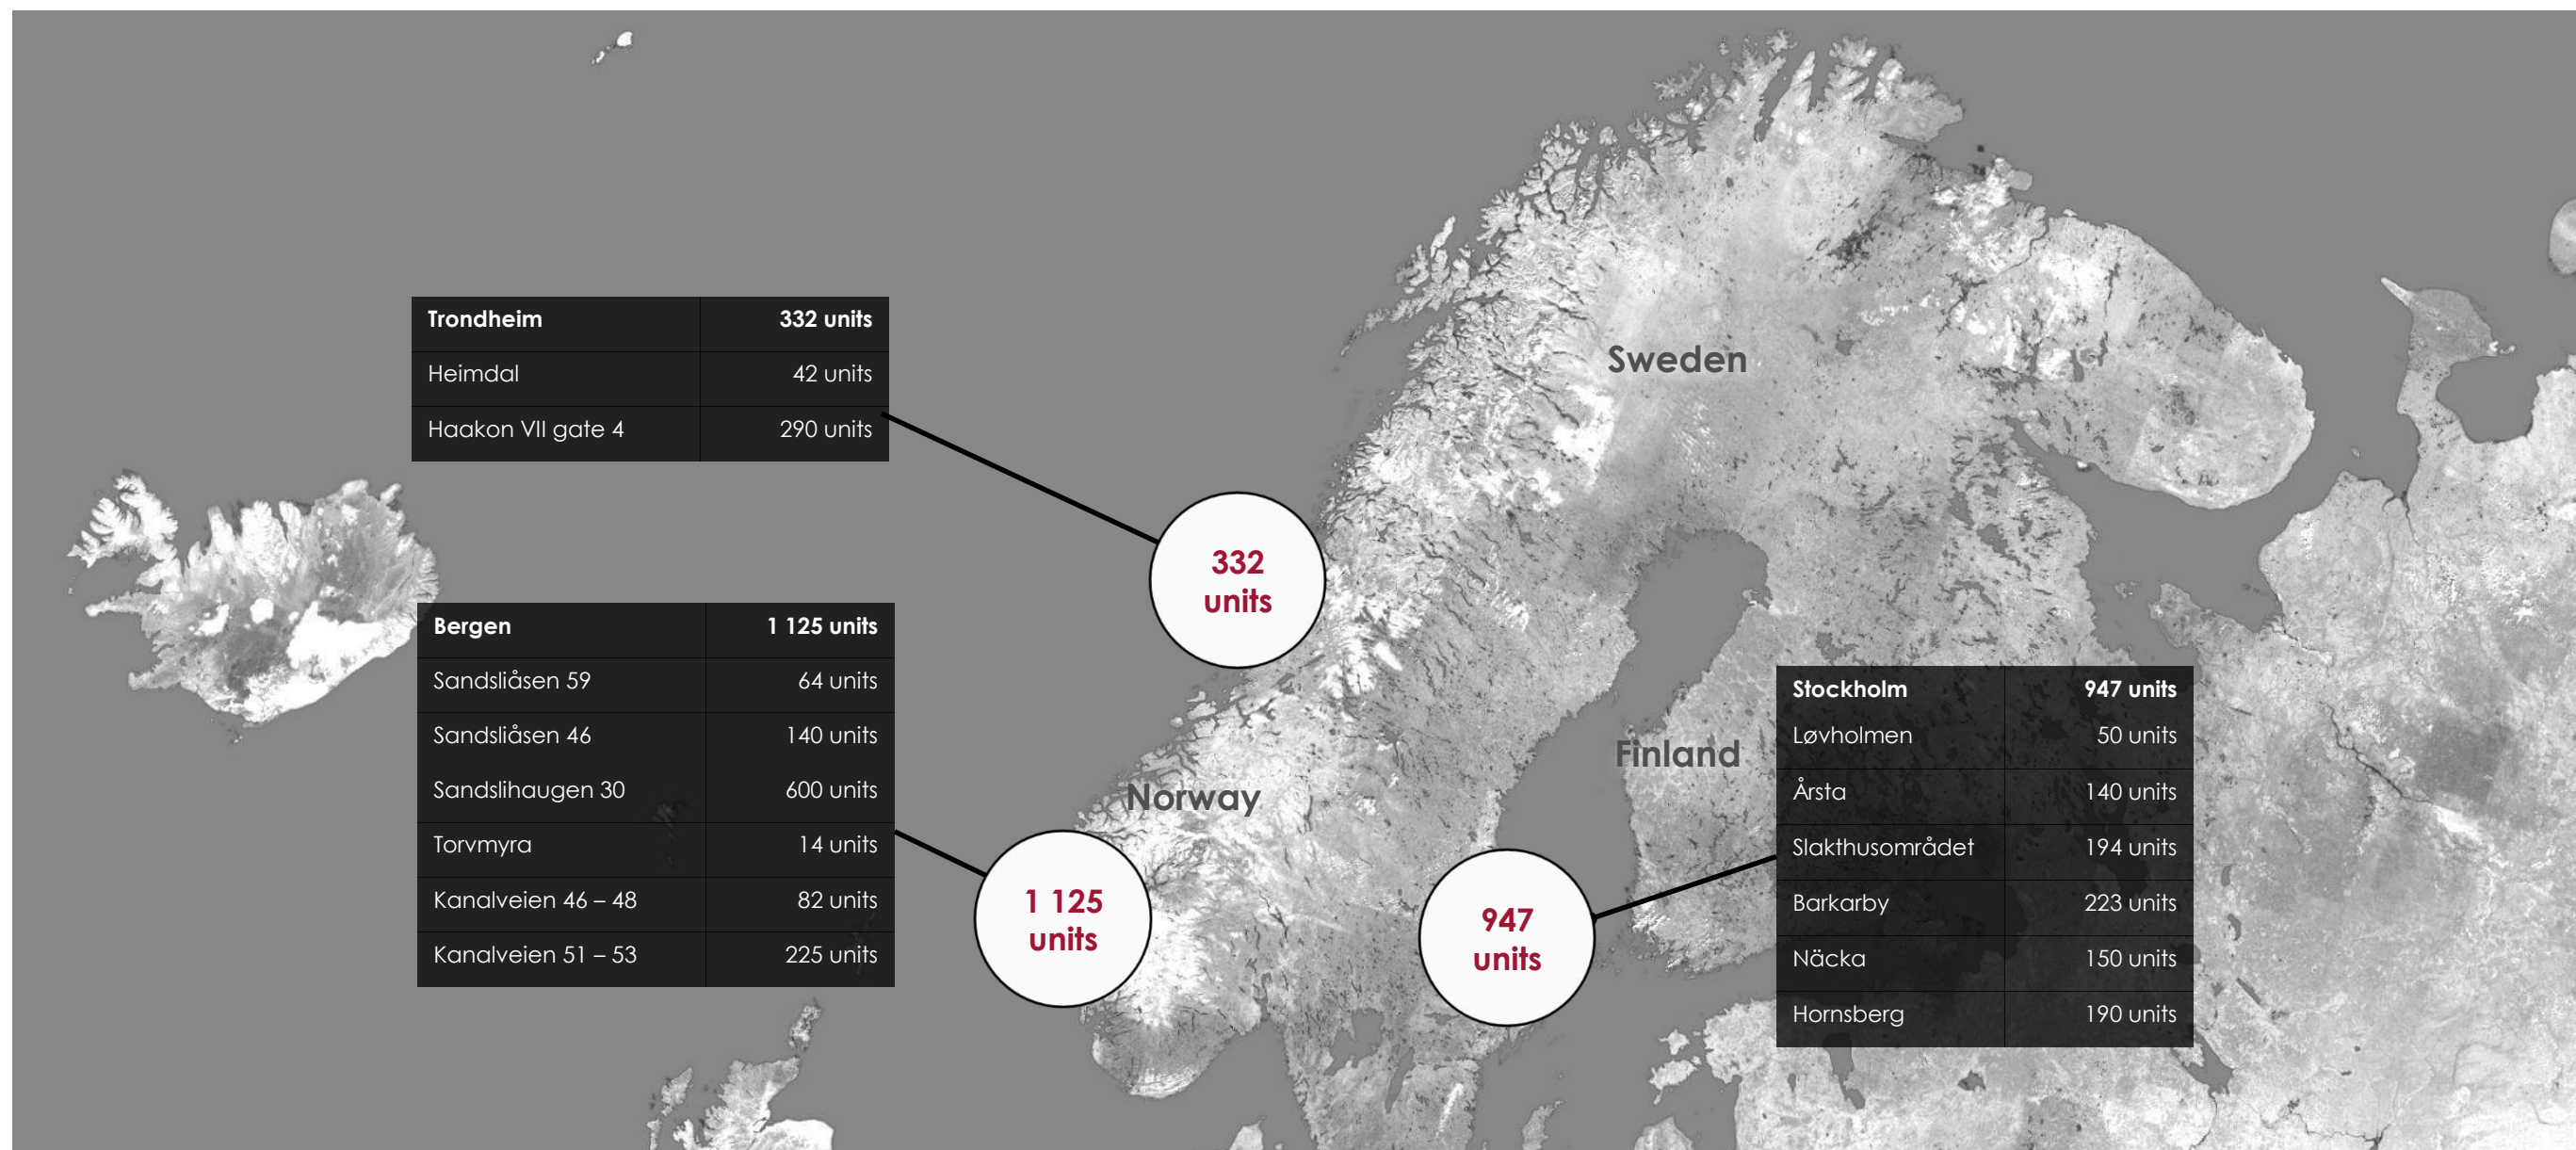 Trondheim 332 units
Heimdal 42 units
Haakon VII gate 4 290 units
Sweden
332
units
Bergen 1 125 units
Sandsliåsen 59 64 units
Sandsliåsen 46 140 units
Sandslihaugen 30 600 units
Torvmyra 14 units
Kanalveien 46 – 48 82 units
Kanalveien 51 – 53 225 units
Norway
1 125
units
Finland
947
units
Stockholm 947 units
Løvholmen 50 units
Årsta 140 units
Slakthusområdet 194 units
Barkarby 223 units
Näcka 150 units
Hornsberg 190 units